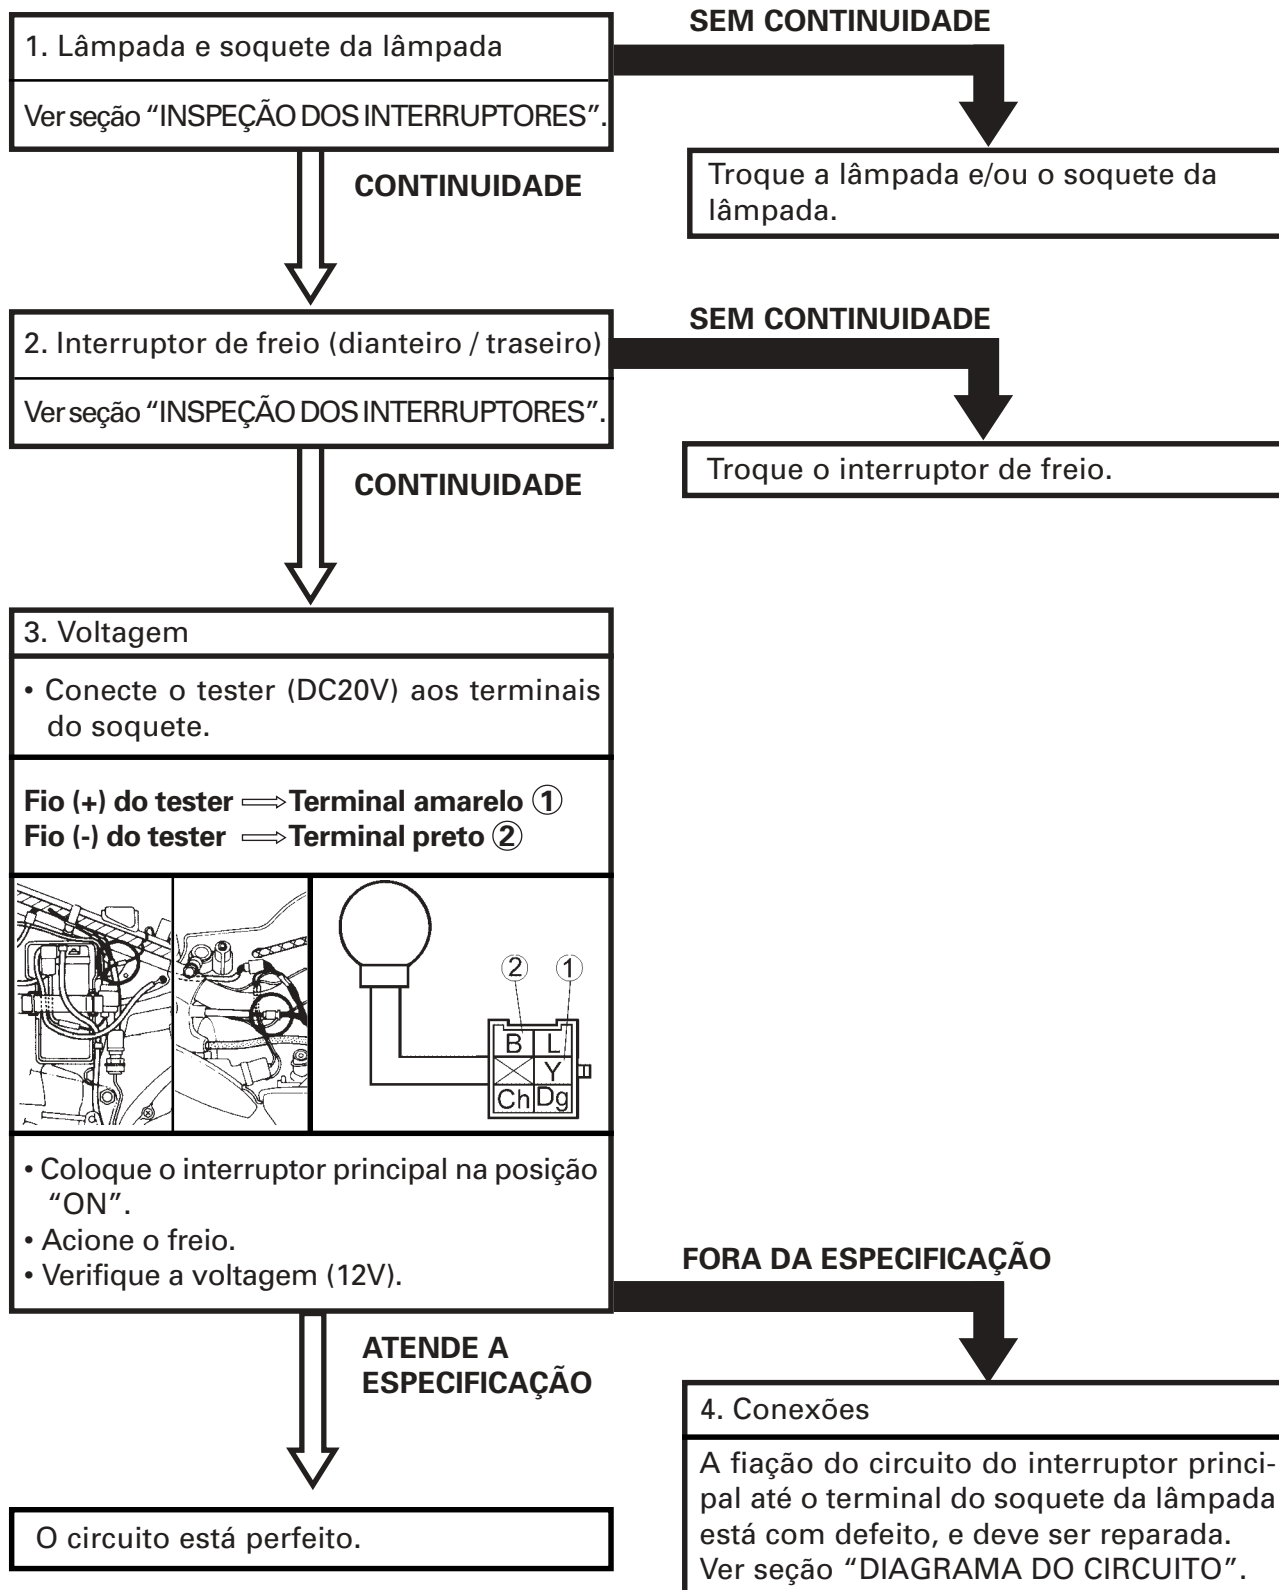 1. Lâmpada e soquete da lâmpada
Ver seção “INSPEÇÃO DOS INTERRUPTORES”.
SEM CONTINUIDADE
Troque a lâmpada e/ou o soquete da
lâmpada.
CONTINUIDADE
2. Interruptor de freio (dianteiro / traseiro)
Ver seção “INSPEÇÃO DOS INTERRUPTORES”.
SEM CONTINUIDADE
Troque o interruptor de freio.
CONTINUIDADE
3. Voltagem
• Conecte o tester (DC20V) aos terminais
do soquete.
Fio (+) do tester ⟹ Terminal amarelo ①
Fio (-) do tester ⟹ Terminal preto ②
② ①
B L
Y
Ch Dg
• Coloque o interruptor principal na posição
“ON”.
• Acione o freio.
• Verifique a voltagem (12V).
FORA DA ESPECIFICAÇÃO
ATENDE A
ESPECIFICAÇÃO
4. Conexões
A fiação do circuito do interruptor princi-
pal até o terminal do soquete da lâmpada
está com defeito, e deve ser reparada.
Ver seção “DIAGRAMA DO CIRCUITO”.
O circuito está perfeito.